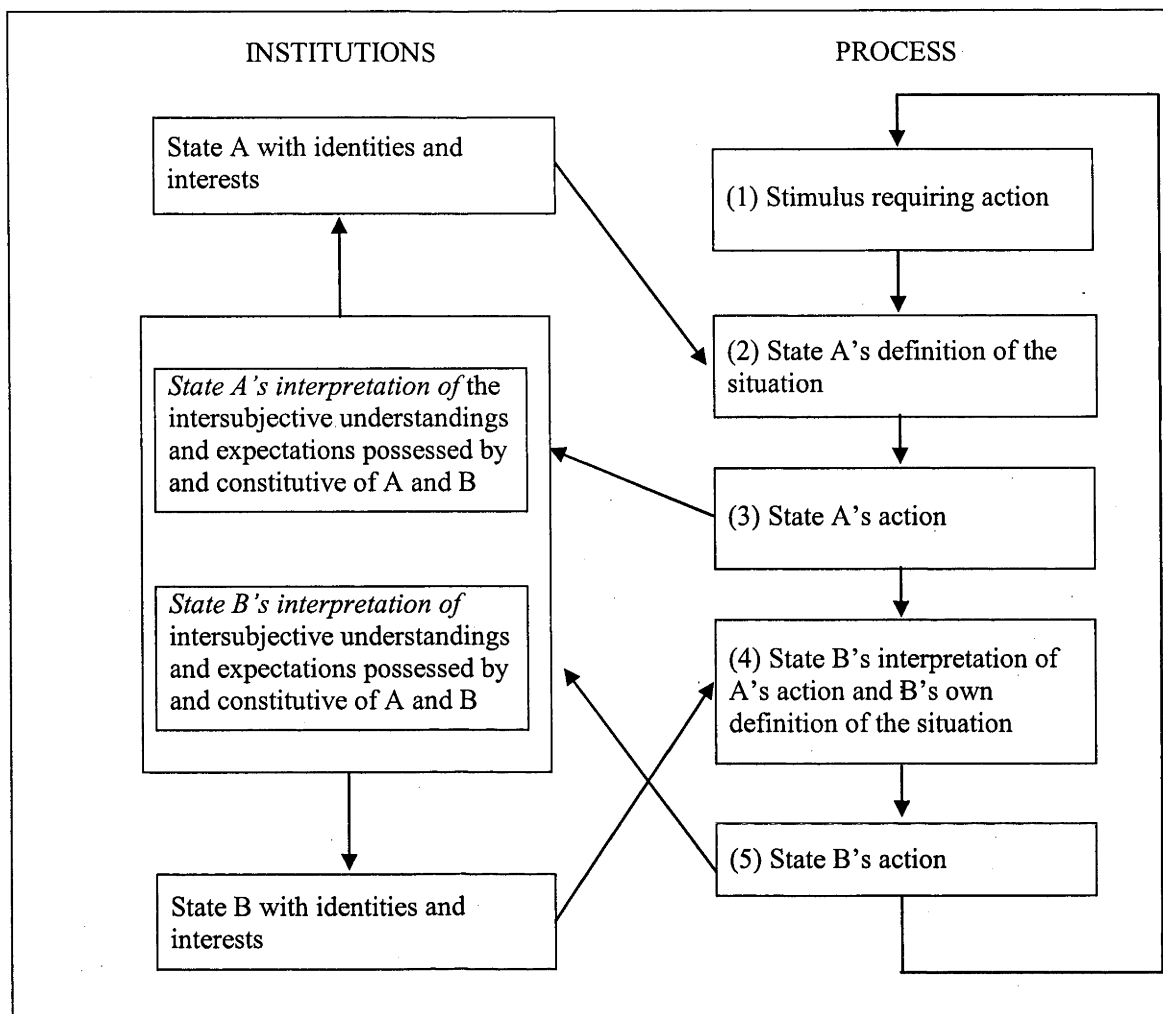 INSTITUTIONS
PROCESS
State A with identities and
interests
(1) Stimulus requiring action
(2) State A's definition of the
situation
State A's interpretation of the
intersubjective understandings
and expectations possessed by
and constitutive of A and B
(3) State A's action
State B's interpretation of
intersubjective understandings
and expectations possessed by
and constitutive of A and B
(4) State B's interpretation of
A's action and B's own
definition of the situation
(5) State B's action
State B with identities and
interests